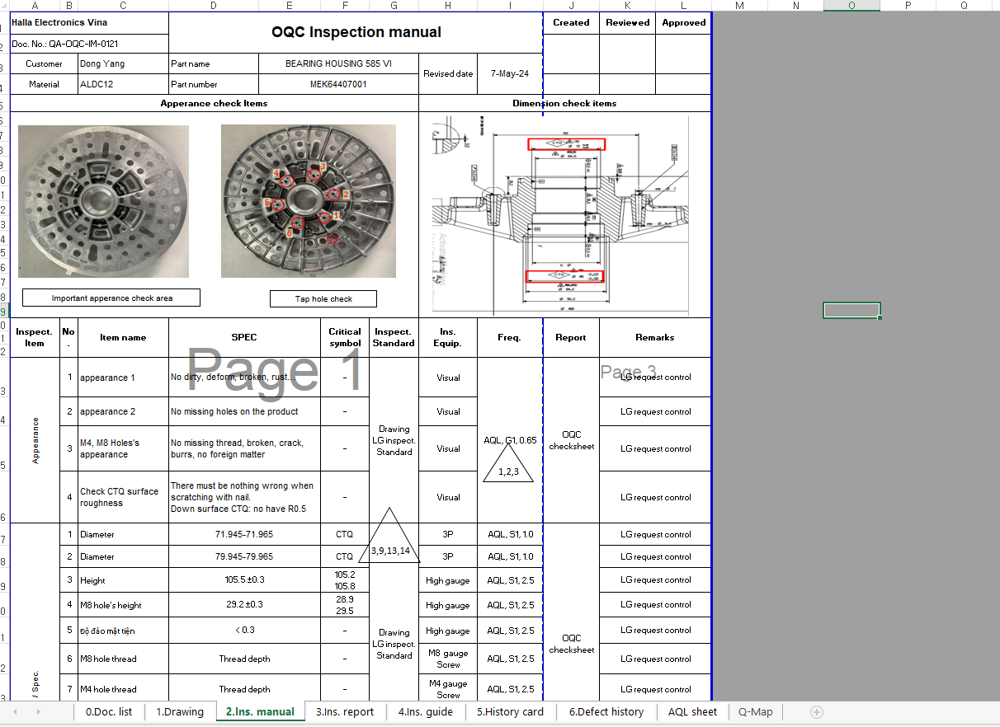 A B C D E F G H I J K L M N O P Q
Halla Electronics Vina
OQC Inspection manual
Created Reviewed Approved
Doc. No.: QA-OQC-IM-0121
Customer Dong Yang Part name BEARING HOUSING 585 VI Revised date 7-May-24
Material ALDC12 Part number MEK64407001
Apperance check Items Dimension check items
4 3
5 2
6 1
CTQ
CTQ
Important apperance check area Tap hole check
Inspect. Item No. Item name SPEC Critical symbol Inspect. Standard Ins. Equip. Freq. Report Remarks
Page 1 Page 3
Appearance
1 appearance 1 No dirty, deform, broken, rust... - Visual LG request control
2 appearance 2 No missing holes on the product - Visual LG request control
Drawing
LG inspect.
Standard
AQL, G1, 0.65
1,2,3
OQC
checksheet
3 M4, M8 Holes's appearance No missing thread, broken, crack, burrs, no foreign matter - Visual LG request control
4 Check CTQ surface roughness There must be nothing wrong when scratching with nail.
Down surface CTQ: no have R0.5 - Visual LG request control
/ Spec.
1 Diameter 71.945-71.965 CTQ 3P AQL, S1, 1.0 LG request control
3,9,13,14
2 Diameter 79.945-79.965 CTQ 3P AQL, S1, 1.0 LG request control
3 Height 105.5 ±0.3 105.2 105.8 High gauge AQL, S1, 2.5 LG request control
4 M8 hole's height 29.2 ±0.3 28.9 29.5 High gauge AQL, S1, 2.5 LG request control
5 Độ đảo mặt tiện < 0.3 - High gauge AQL, S1, 2.5 LG request control
Drawing
LG inspect.
Standard
OQC
checksheet
6 M8 hole thread Thread depth - M8 gauge Screw AQL, S1, 2.5 LG request control
7 M4 hole thread Thread depth - M4 gauge Screw AQL, S1, 2.5 LG request control
0.Doc. list 1.Drawing 2.Ins. manual 3.Ins. report 4.Ins. guide 5.History card 6.Defect history AQL sheet Q-Map